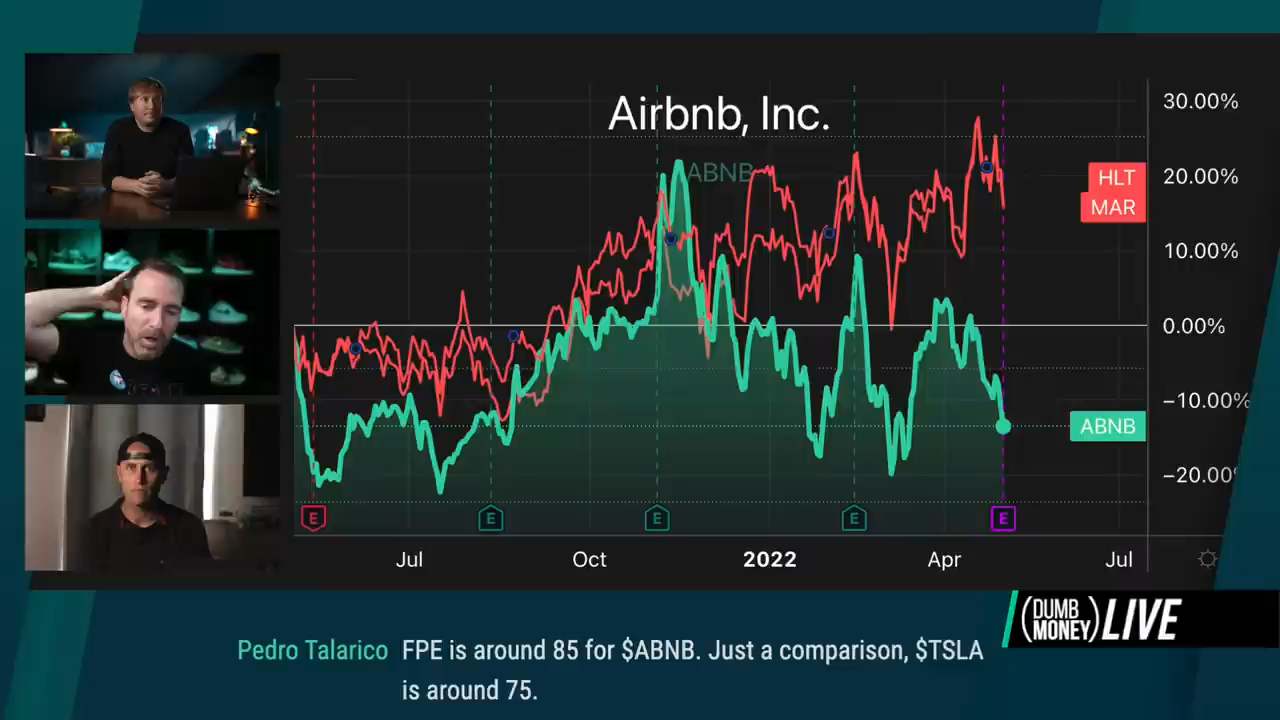 Airbnb, Inc.
ABNB
30.00%
HLT
20.00%
MAR
10.00%
0.00%
−10.00%
ABNB
−20.00%
E
E
E
E
E
Jul
Oct
2022
Apr
Jul
(DUMB
MONEY) LIVE
Pedro Talarico FPE is around 85 for $ABNB. Just a comparison, $TSLA
is around 75.